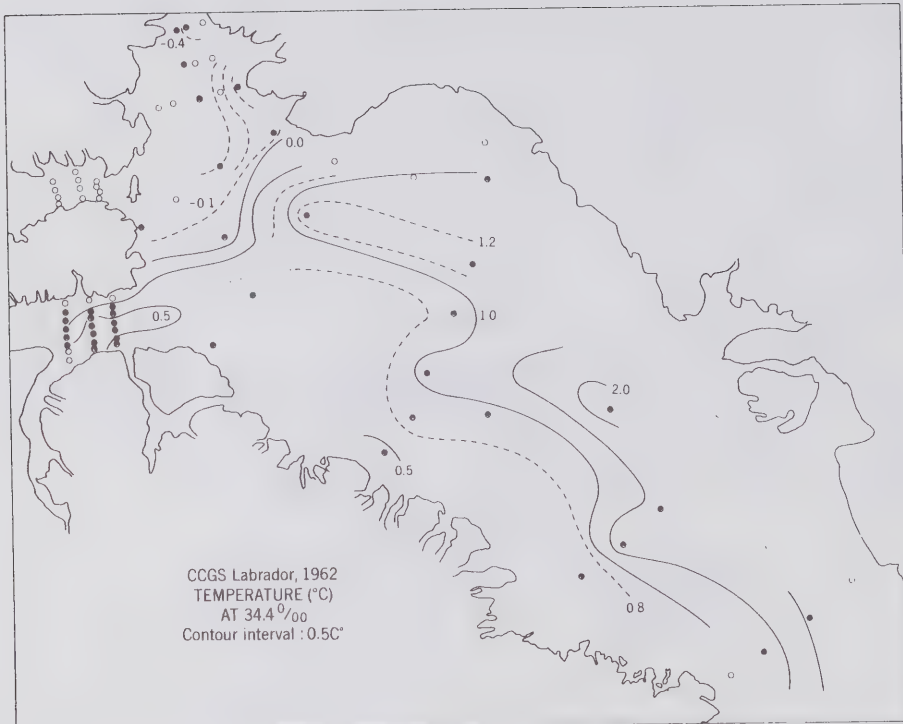 -0.4
0.0
-0.1
1.2
0.5
1.0
2.0
0.5
0.8
CCGS Labrador, 1962
TEMPERATURE (°C)
AT 34.4 0/00
Contour interval : 0.5C°